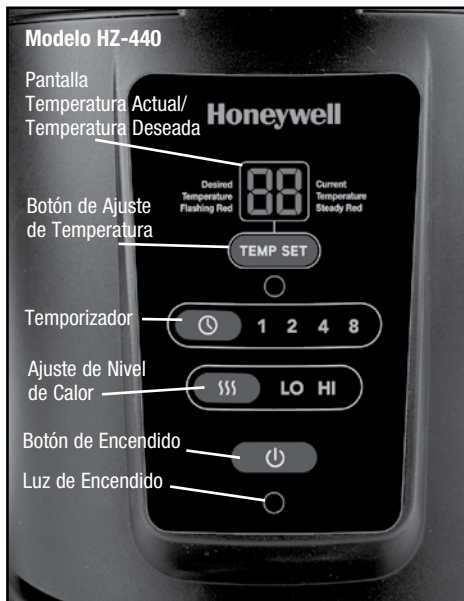 Modelo HZ-440
Pantalla
Temperatura Actual/
Temperatura Deseada
Honeywell
Desired
Temperature
Flashing Red
88
Current
Temperature
Steady Red
Botón de Ajuste
de Temperatura
TEMP SET
Temporizador
1 2 4 8
Ajuste de Nivel
de Calor
LO HI
Botón de Encendido
Luz de Encendido